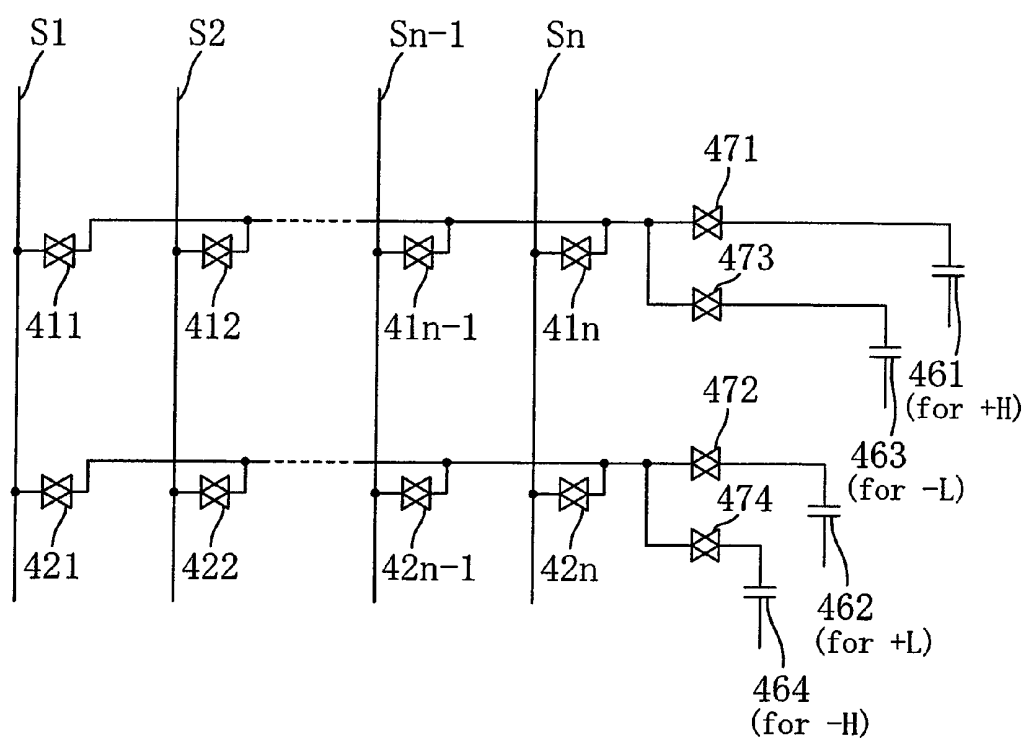 S1 S2 Sn-1 Sn
471
473
411 412 41n-1 41n
461
(for +H)
472
463
(for -L)
474
421 422 42n-1 42n
462
(for +L)
464
(for -H)